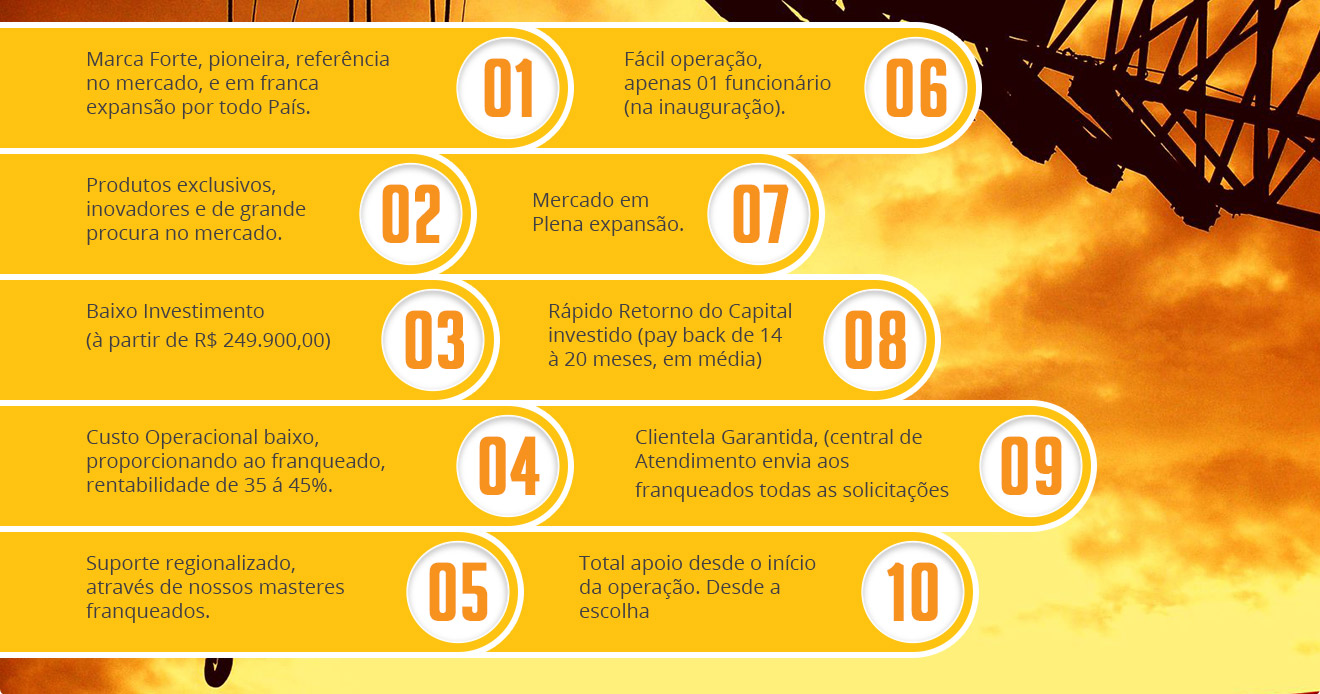 Marca Forte, pioneira, referência
no mercado, e em franca
expansão por todo País.
01
Fácil operação,
apenas 01 funcionário
(na inauguração).
06
Produtos exclusivos,
inovadores e de grande
procura no mercado.
02
Mercado em
Plena expansão.
07
Baixo Investimento
(à partir de R$ 249.900,00)
03
Rápido Retorno do Capital
investido (pay back de 14
à 20 meses, em média)
08
Custo Operacional baixo,
proporcionando ao franqueado,
rentabilidade de 35 á 45%.
04
Clientela Garantida, (central de
Atendimento envia aos
franqueados todas as solicitações
09
Suporte regionalizado,
através de nossos masteres
franqueados.
05
Total apoio desde o início
da operação. Desde a
escolha
10